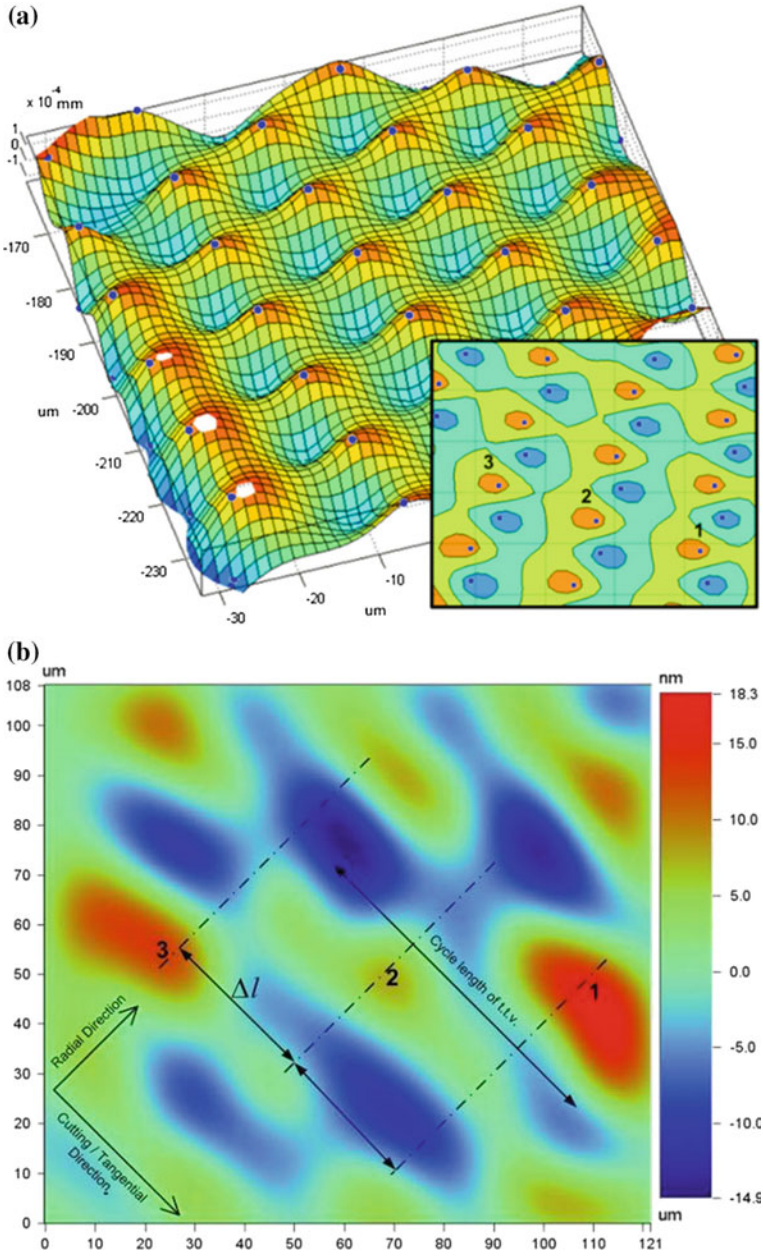 (a)
x 10⁻⁴ mm
1
0
-1
-170
-180
-190
-200
-210
-220
-230
um
-30
-20
-10
um
3
2
1
(b)
um
108
100
90
80
70
60
50
40
30
20
10
0
0 10 20 30 40 50 60 70 80 90 100 110 121
um
nm
18.3
15.0
10.0
5.0
0.0
-5.0
-10.0
-14.9
3
2
1
Δl
Cycle length of t.t.v.
Radial Direction
Cutting / Tangential
Direction